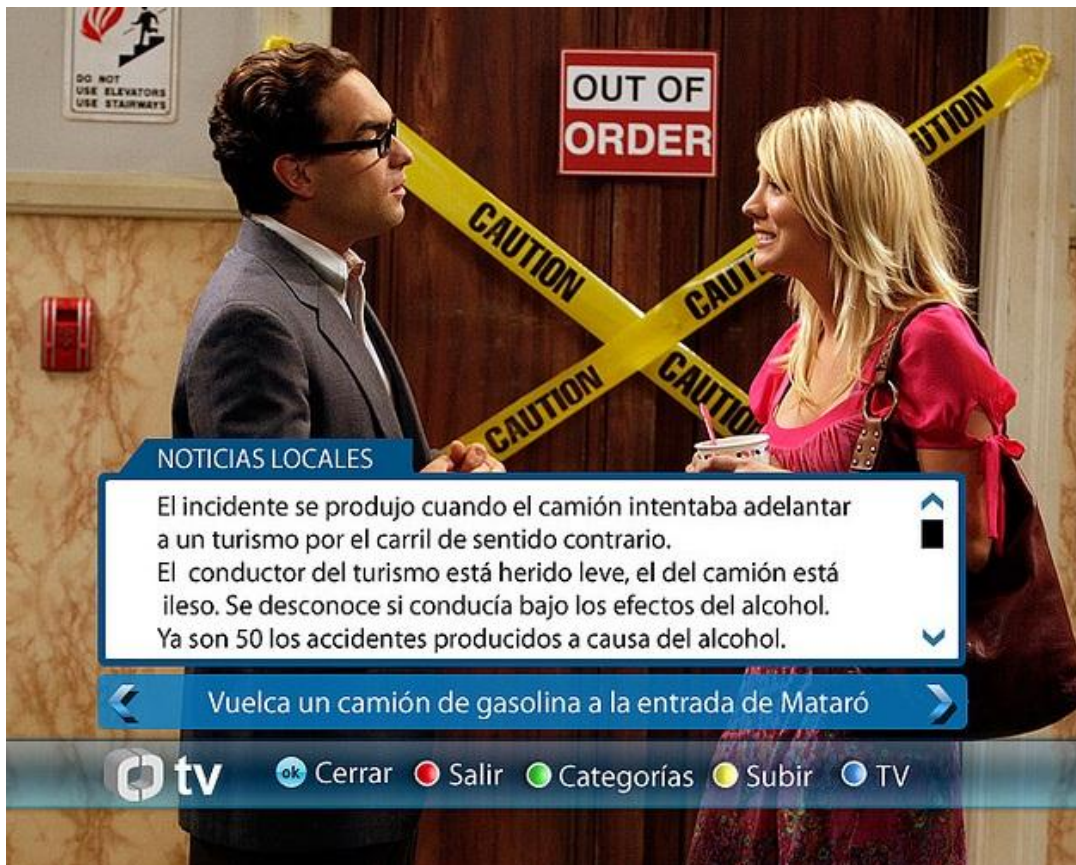 DO NOT
USE ELEVATORS
USE STAIRWAYS
OUT OF
ORDER
CAUTION
CAUTION
CAUTION
CAUTION
NOTICIAS LOCALES
El incidente se produjo cuando el camión intentaba adelantar
a un turismo por el carril de sentido contrario.
El conductor del turismo está herido leve, el del camión está
ileso. Se desconoce si conducía bajo los efectos del alcohol.
Ya son 50 los accidentes producidos a causa del alcohol.
Vuelca un camión de gasolina a la entrada de Mataró
tv
ok Cerrar Salir Categorías Subir TV